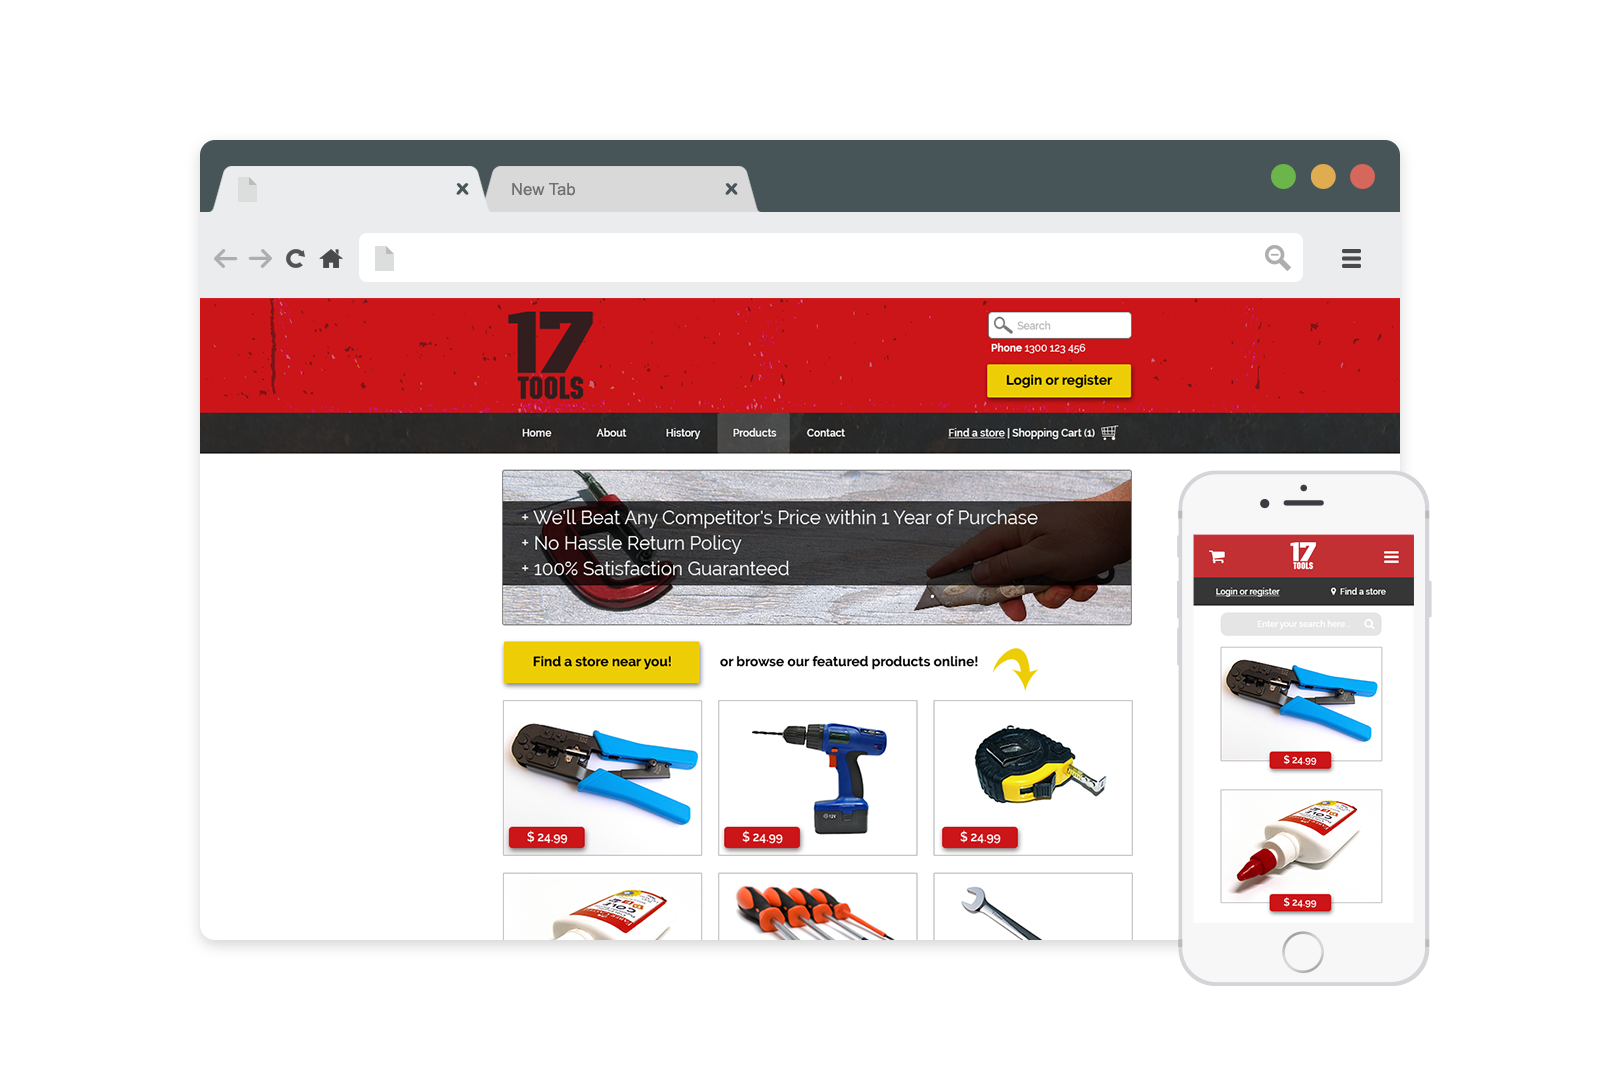 New Tab
17
TOOLS
Search
Phone 1300 123 456
Login or register
Home About History Products Contact Find a store | Shopping Cart (1)
+ We'll Beat Any Competitor's Price within 1 Year of Purchase
+ No Hassle Return Policy
+ 100% Satisfaction Guaranteed
Find a store near you! or browse our featured products online!
12V
$ 24.99 $ 24.99 $ 24.99
17
TOOLS
Login or register Find a store
Enter your search here...
$ 24.99
$ 24.99